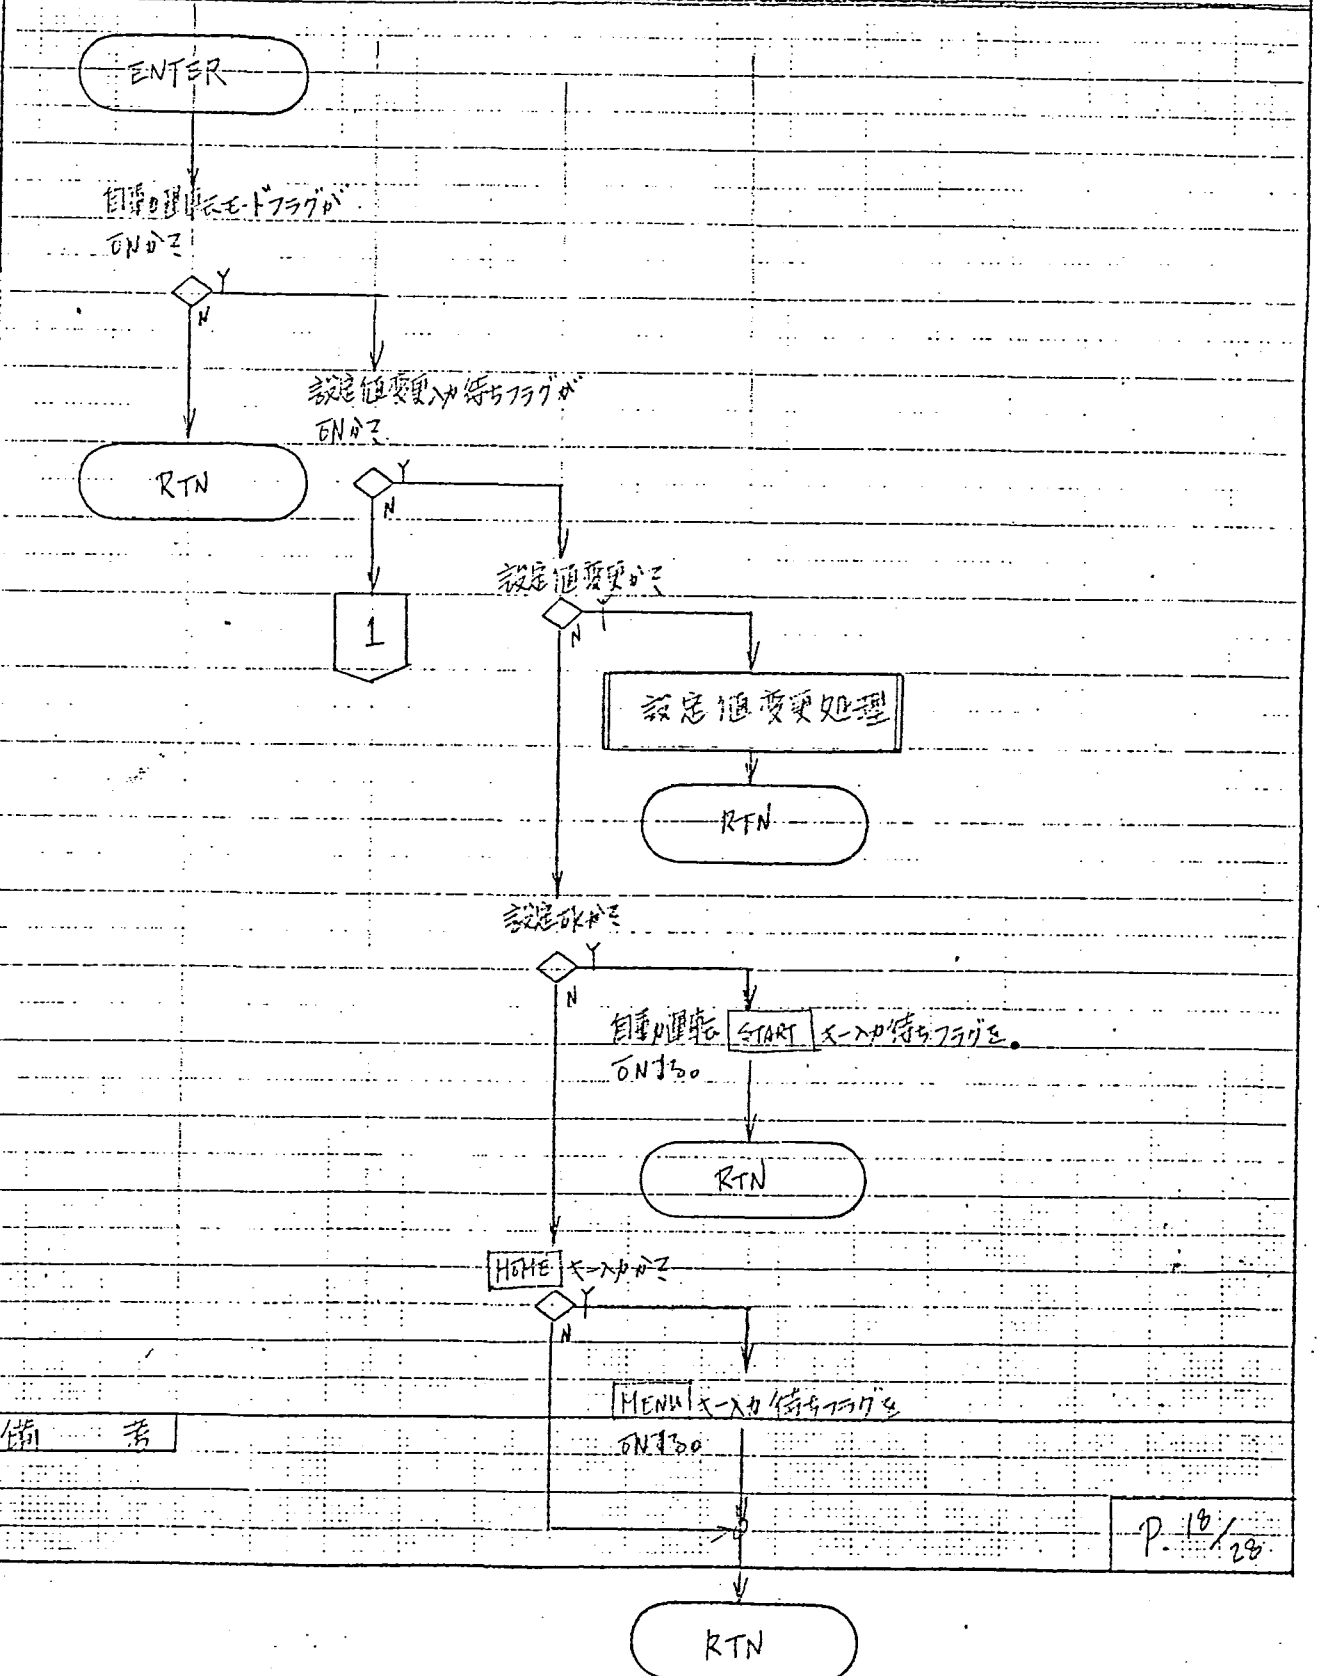 ENTER
自動運転モードフラグが
ONか?
Y
N
設定値変更入力待ちフラグが
ONか?
RTN
Y
N
設定値変更か?
Y
N
1
設定値変更処理
RTN
設定OKか?
Y
N
自動運転 START キー入力待ちフラグを
ONする。
RTN
HOME キー入力か?
Y
N
MENU キー入力待ちフラグを
ONする。
備 考
P. 18/28
RTN